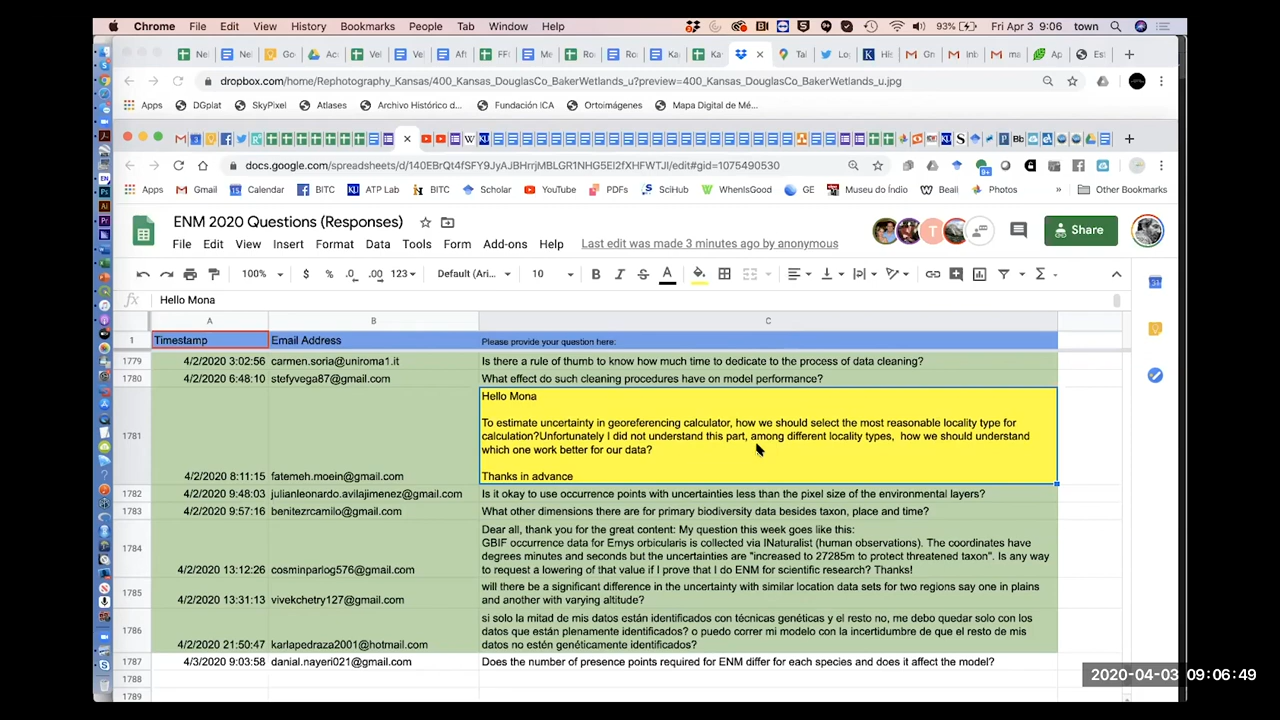 Chrome File Edit View History Bookmarks People Tab Window Help 93% Fri Apr 3 9:06 town
dropbox.com/home/Rephotography_Kansas/400_Kansas_DouglasCo_BakerWetlands_u?preview=400_Kansas_DouglasCo_BakerWetlands_u.jpg
Apps DGplat SkyPixel Atlases Archivo Histórico d... Fundación ICA Ortoimágenes Mapa Digital de Mé...
docs.google.com/spreadsheets/d/140EBrQt4fSFY9JyAJBHrrjMBLGR1NHG5EI2fXHFWTJI/edit#gid=1075490530
Apps Gmail Calendar BITC ATP Lab BITC Scholar YouTube PDFs SciHub WhenIsGood GE Museu do Índio Beall Photos » Other Bookmarks
ENM 2020 Questions (Responses)
File Edit View Insert Format Data Tools Form Add-ons Help Last edit was made 3 minutes ago by anonymous
Share
100% $ % .0 .00 123 Default (Ari... 10 B I S A
fx Hello Mona
A B C
1 Timestamp Email Address Please provide your question here:
1779 4/2/2020 3:02:56 carmen.soria@uniroma1.it Is there a rule of thumb to know how much time to dedicate to the process of data cleaning?
1780 4/2/2020 6:48:10 stefyvega87@gmail.com What effect do such cleaning procedures have on model performance?
Hello Mona
To estimate uncertainty in georeferencing calculator, how we should select the most reasonable locality type for
calculation?Unfortunately I did not understand this part, among different locality types, how we should understand
which one work better for our data?
1781 4/2/2020 8:11:15 fatemeh.moein@gmail.com Thanks in advance
1782 4/2/2020 9:48:03 julianleonardo.avilajimenez@gmail.com Is it okay to use occurrence points with uncertainties less than the pixel size of the environmental layers?
1783 4/2/2020 9:57:16 benitezrcamilo@gmail.com What other dimensions there are for primary biodiversity data besides taxon, place and time?
Dear all, thank you for the great content: My question this week goes like this:
GBIF occurrence data for Emys orbicularis is collected via INaturalist (human observations). The coordinates have
degrees minutes and seconds but the uncertainties are "increased to 27285m to protect threatened taxon". Is any way
1784 4/2/2020 13:12:26 cosminparlog576@gmail.com to request a lowering of that value if I prove that I do ENM for scientific research? Thanks!
will there be a significant difference in the uncertainty with similar location data sets for two regions say one in plains
1785 4/2/2020 13:31:13 vivekchetry127@gmail.com and another with varying altitude?
si solo la mitad de mis datos están identificados con técnicas genéticas y el resto no, me debo quedar solo con los
datos que están plenamente identificados? o puedo correr mi modelo con la incertidumbre de que el resto de mis
1786 4/2/2020 21:50:47 karlapedraza2001@hotmail.com datos no estén genéticamente identificados?
1787 4/3/2020 9:03:58 danial.nayeri021@gmail.com Does the number of presence points required for ENM differ for each species and does it affect the model?
1788
1789
2020-04-03 09:06:49